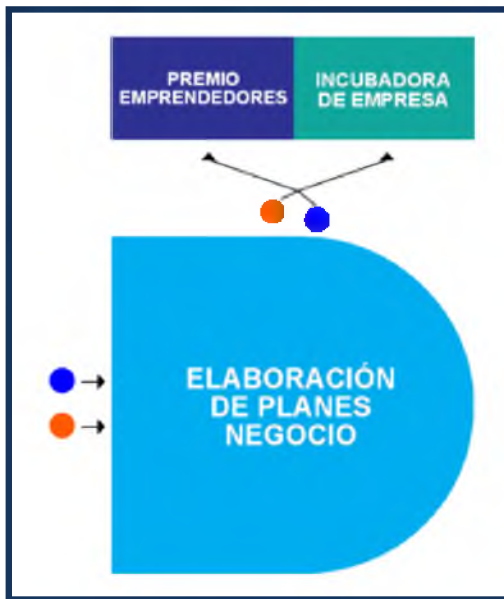 PREMIO
EMPRENDEDORES
INCUBADORA
DE EMPRESA
ELABORACIÓN
DE PLANES
NEGOCIO